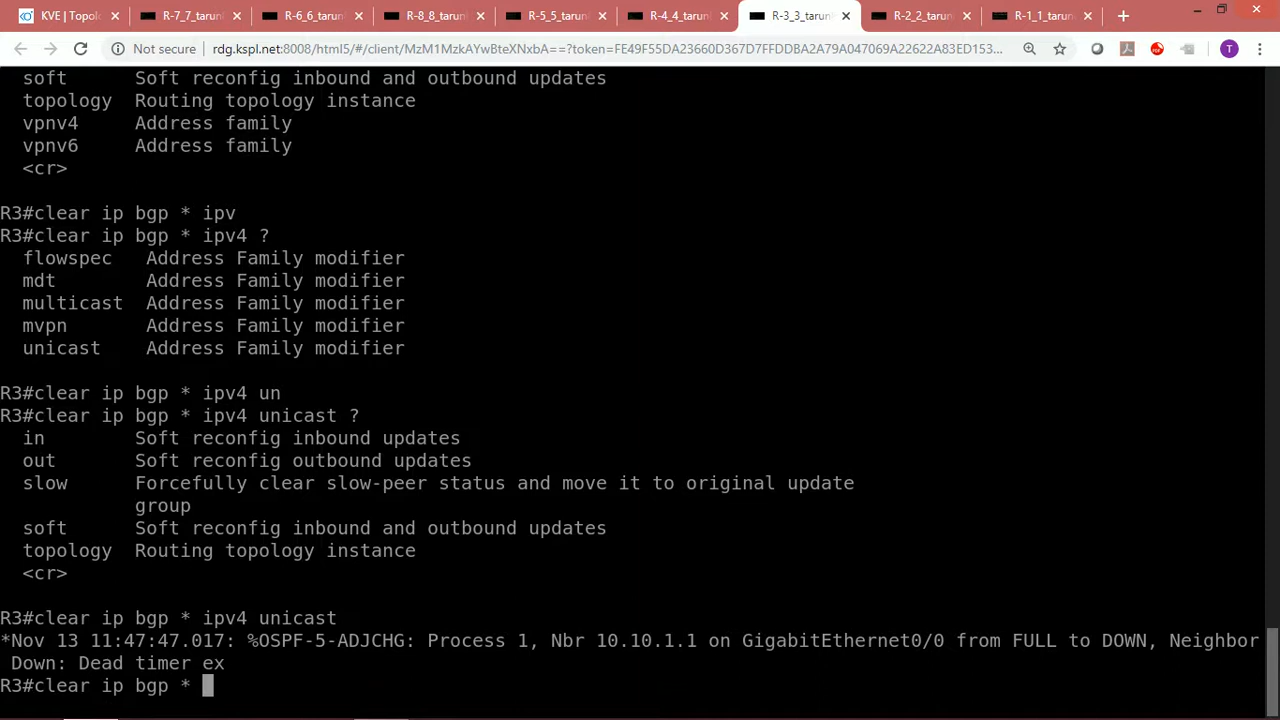 KVE | Topol
R-7_7_tarun
R-6_6_tarun
R-8_8_tarun
R-5_5_tarun
R-4_4_tarun
R-3_3_tarun
R-2_2_tarun
R-1_1_tarun
Not secure rdg.kspl.net:8008/html5/#/client/MzM1MzkAYwBteXNxbA==?token=FE49F55DA23660D367D7FFDDBA2A79A047069A22622A83ED153...
T
soft Soft reconfig inbound and outbound updates
topology Routing topology instance
vpnv4 Address family
vpnv6 Address family
<cr>
R3#clear ip bgp * ipv
R3#clear ip bgp * ipv4 ?
flowspec Address Family modifier
mdt Address Family modifier
multicast Address Family modifier
mvpn Address Family modifier
unicast Address Family modifier
R3#clear ip bgp * ipv4 un
R3#clear ip bgp * ipv4 unicast ?
in Soft reconfig inbound updates
out Soft reconfig outbound updates
slow Forcefully clear slow-peer status and move it to original update
group
soft Soft reconfig inbound and outbound updates
topology Routing topology instance
<cr>
R3#clear ip bgp * ipv4 unicast
*Nov 13 11:47:47.017: %OSPF-5-ADJCHG: Process 1, Nbr 10.10.1.1 on GigabitEthernet0/0 from FULL to DOWN, Neighbor
Down: Dead timer ex
R3#clear ip bgp *